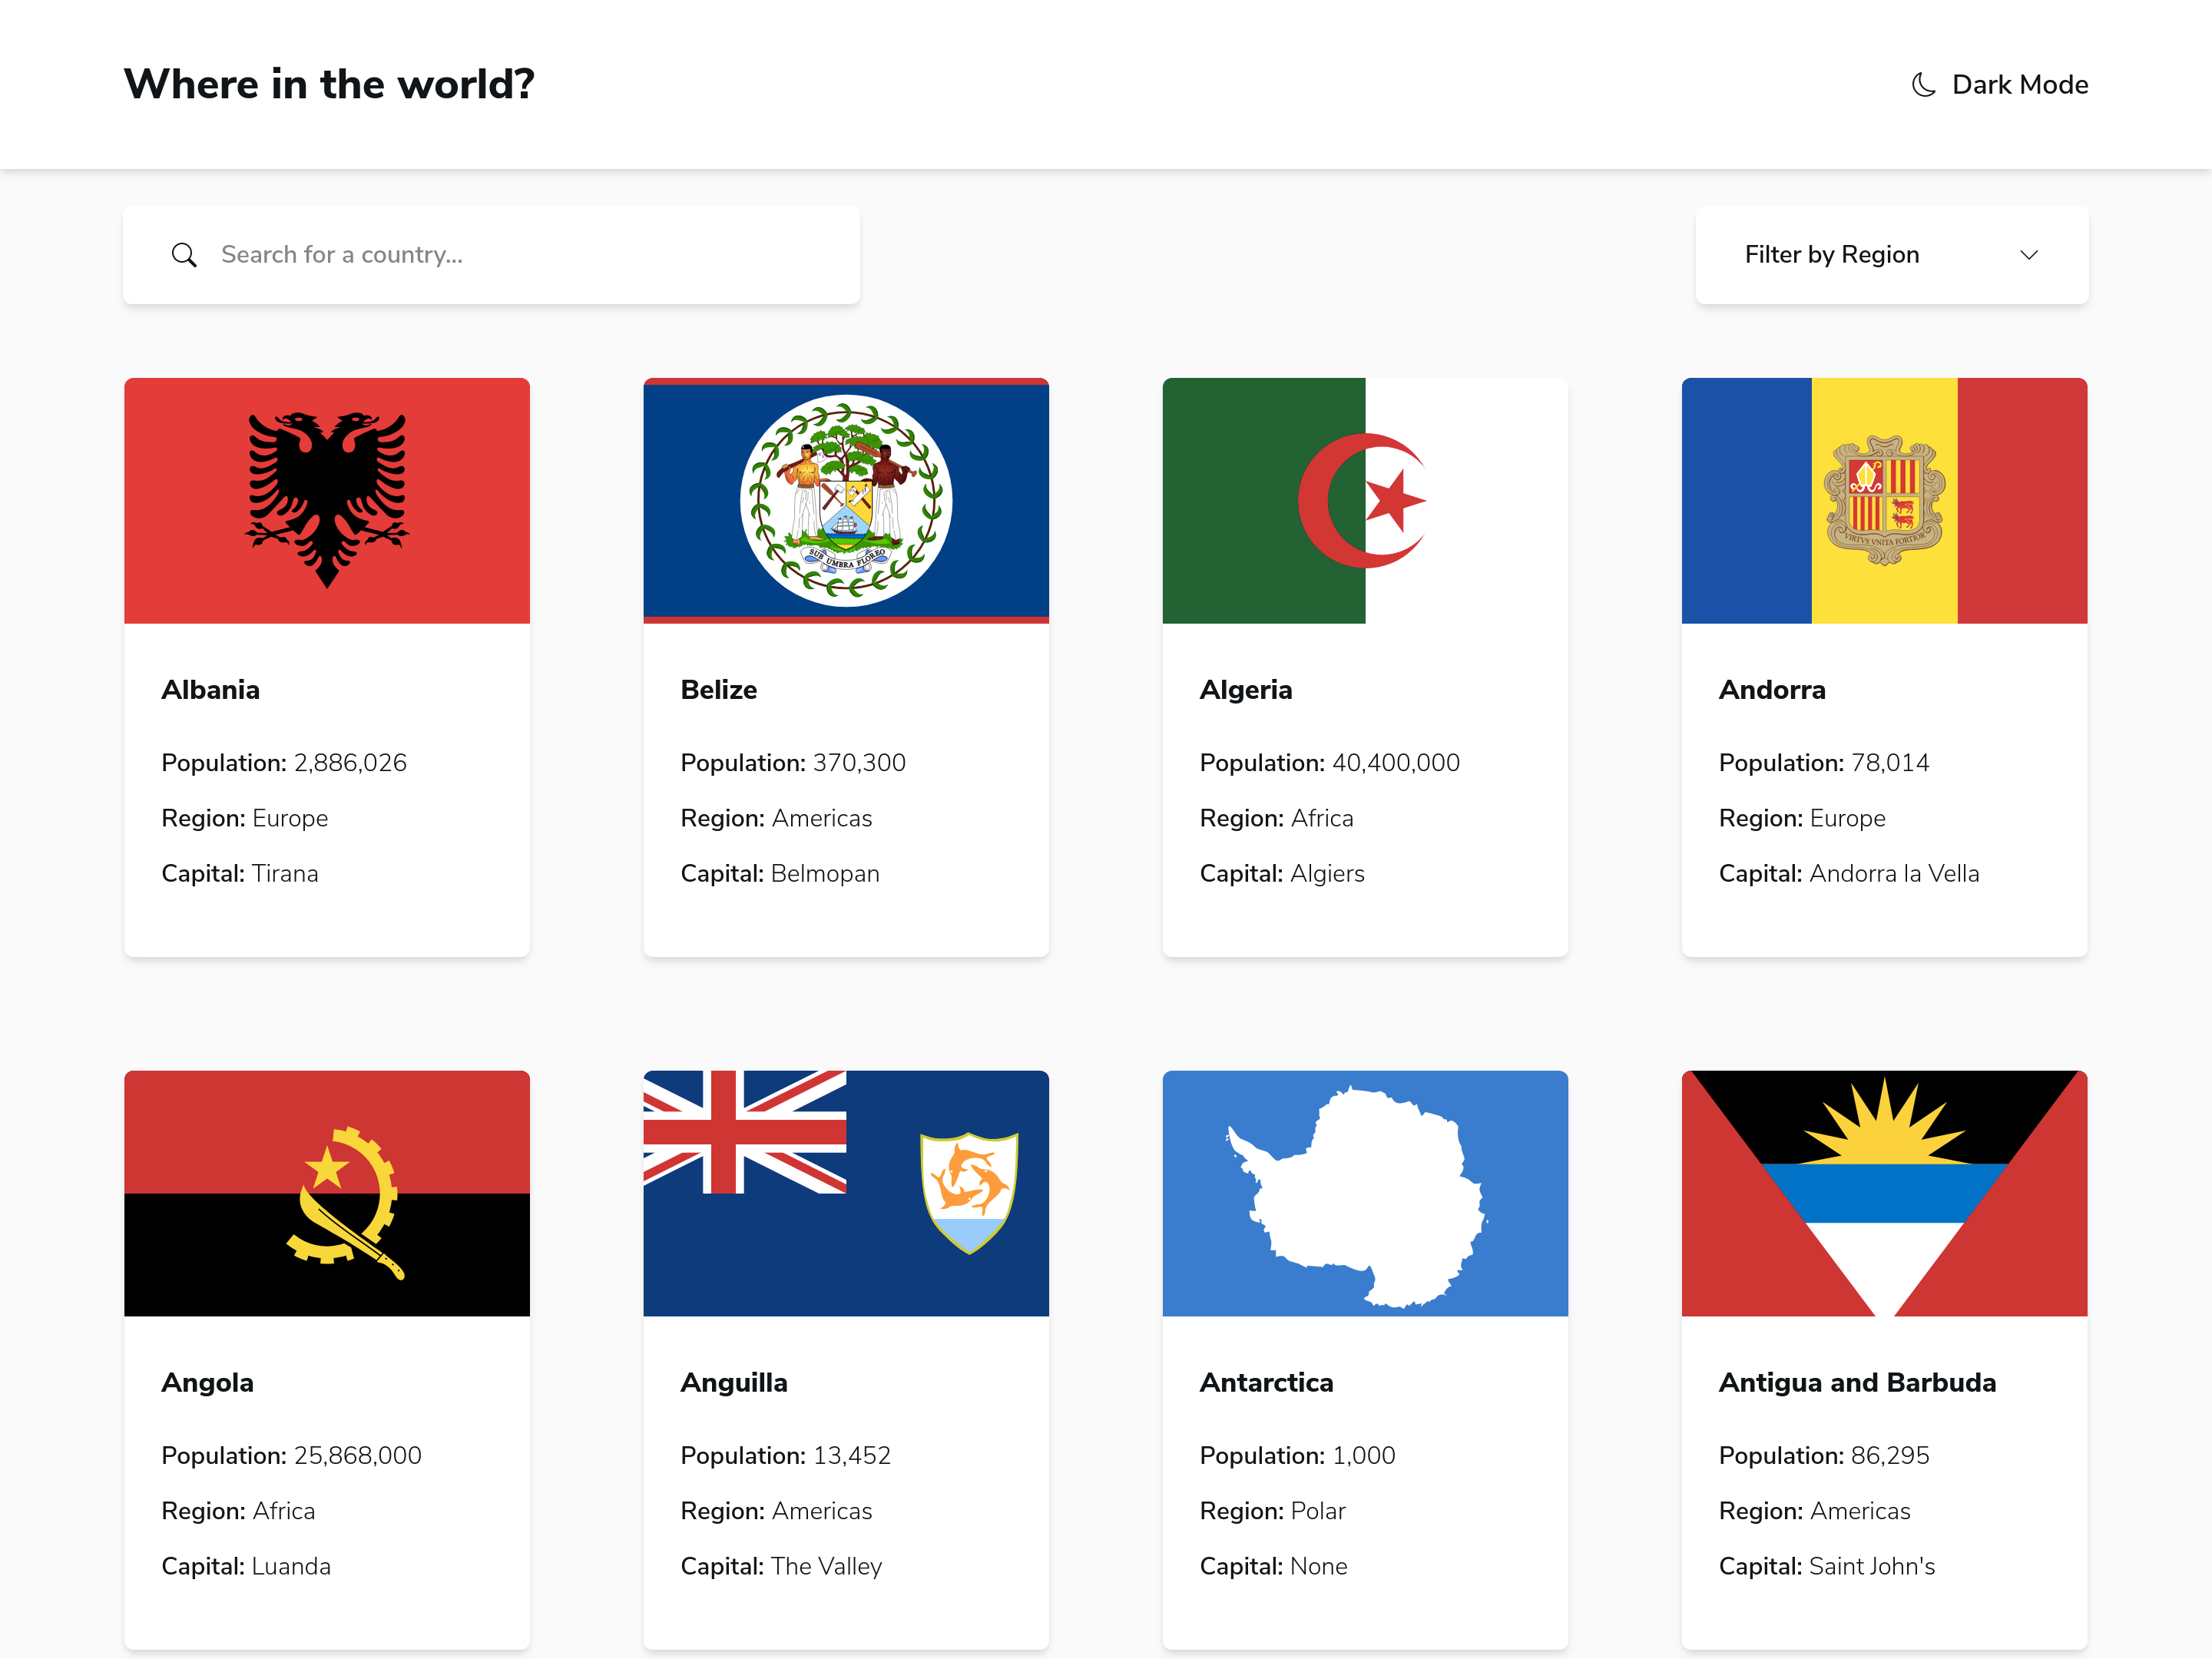 Where in the world?
Dark Mode
Search for a country...
Filter by Region
SUB UMBRA FLOREO
VIRTVS VNITA FORTIOR
Albania
Population: 2,886,026
Region: Europe
Capital: Tirana
Belize
Population: 370,300
Region: Americas
Capital: Belmopan
Algeria
Population: 40,400,000
Region: Africa
Capital: Algiers
Andorra
Population: 78,014
Region: Europe
Capital: Andorra la Vella
Angola
Population: 25,868,000
Region: Africa
Capital: Luanda
Anguilla
Population: 13,452
Region: Americas
Capital: The Valley
Antarctica
Population: 1,000
Region: Polar
Capital: None
Antigua and Barbuda
Population: 86,295
Region: Americas
Capital: Saint John's